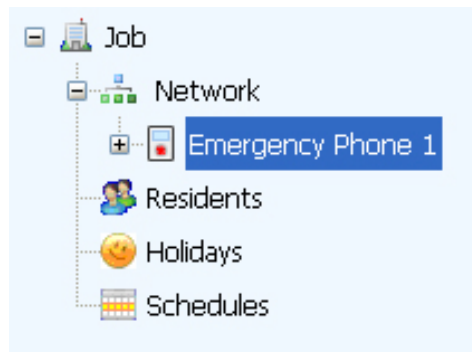 Job
Network
Emergency Phone 1
Residents
Holidays
Schedules